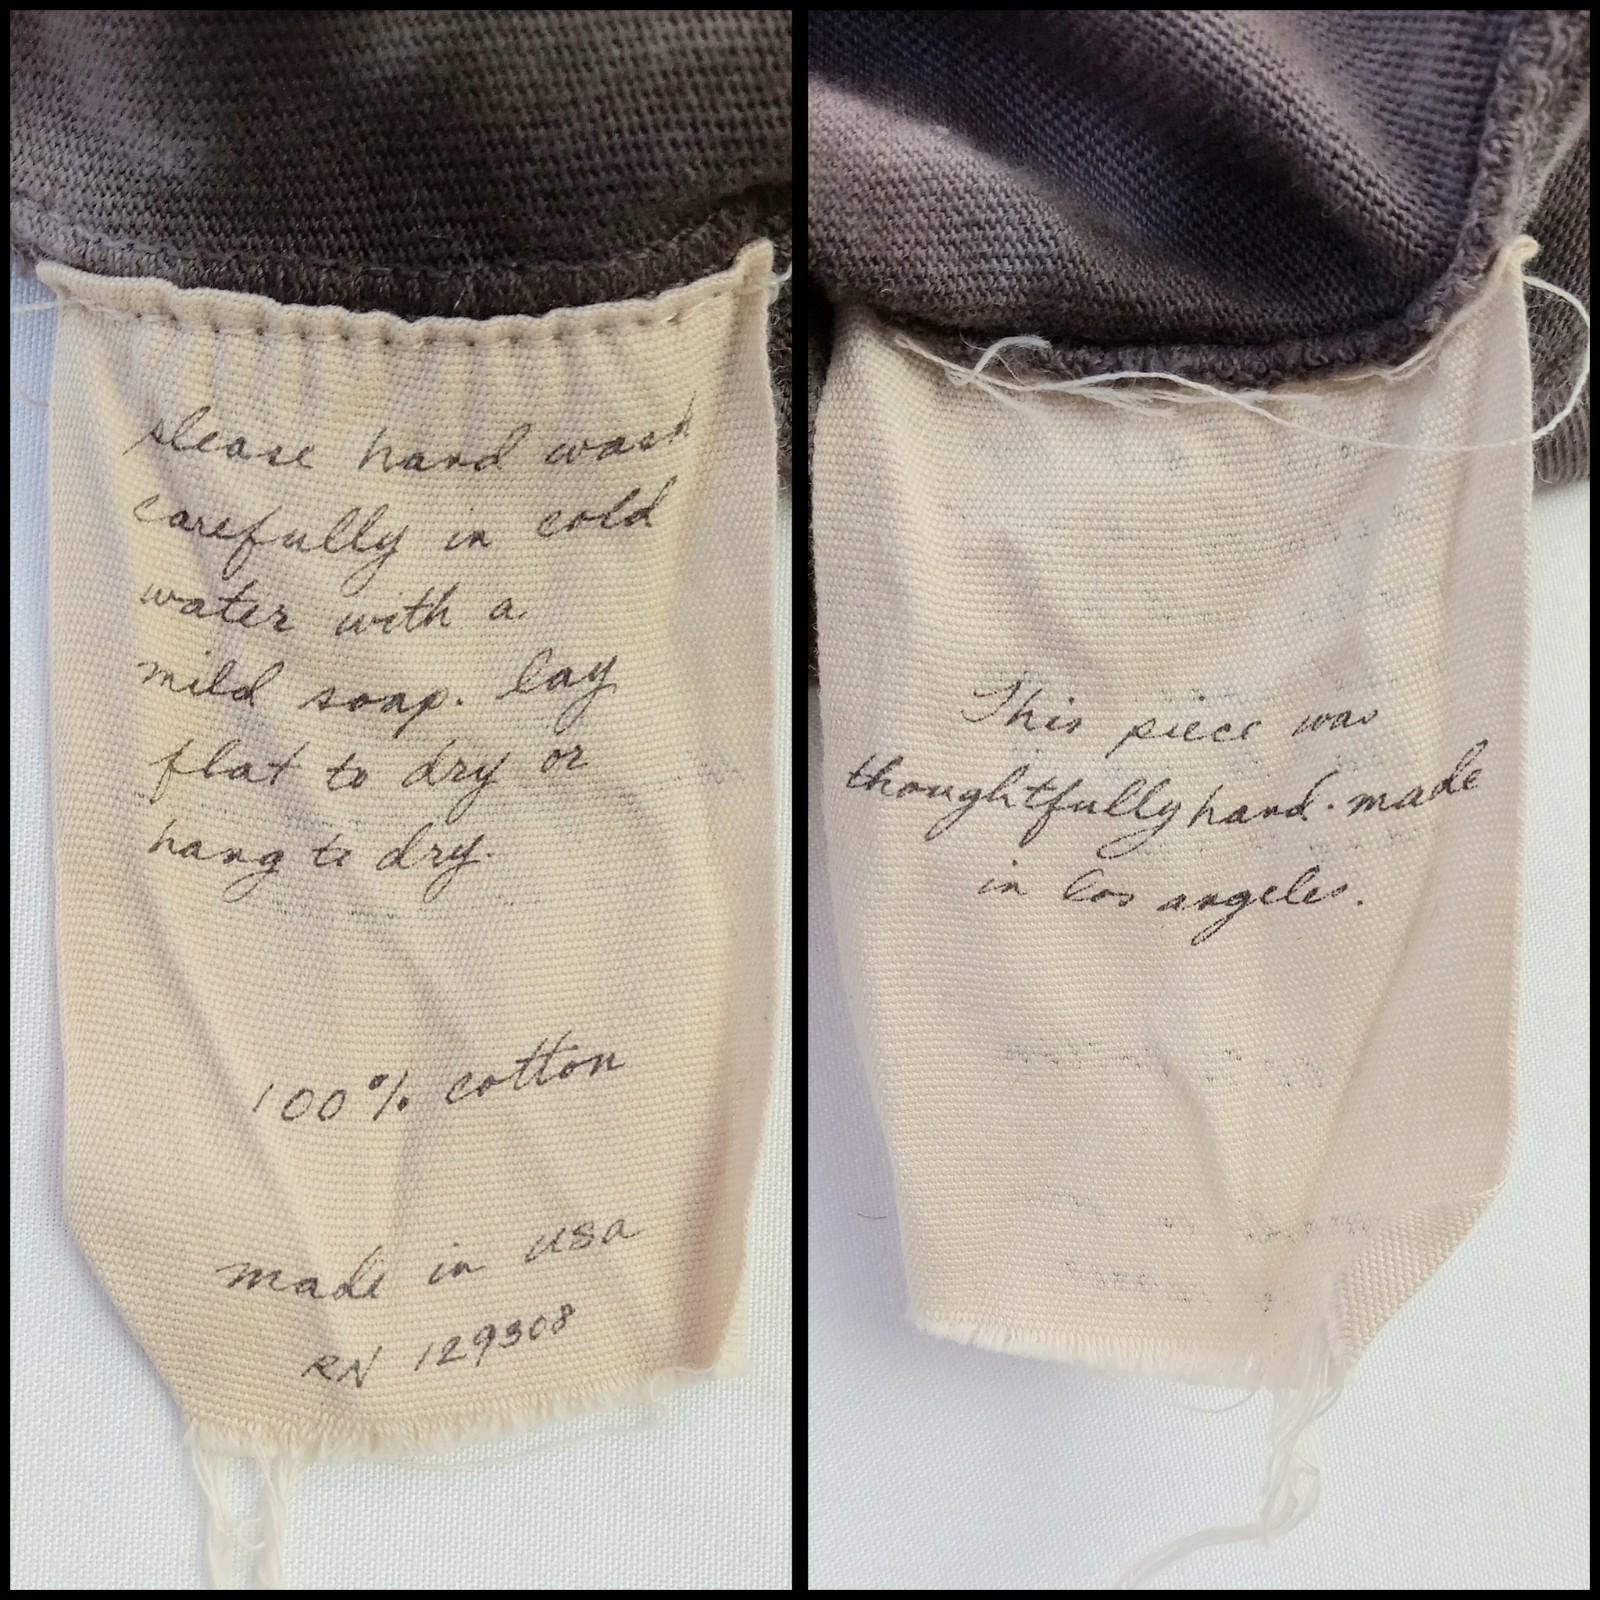 please hand wash
carefully in cold
water with a
mild soap. lay
flat to dry or
hang to dry.
100% cotton
made in usa
RN 129308
This piece was
thoughtfully hand-made
in los angeles.